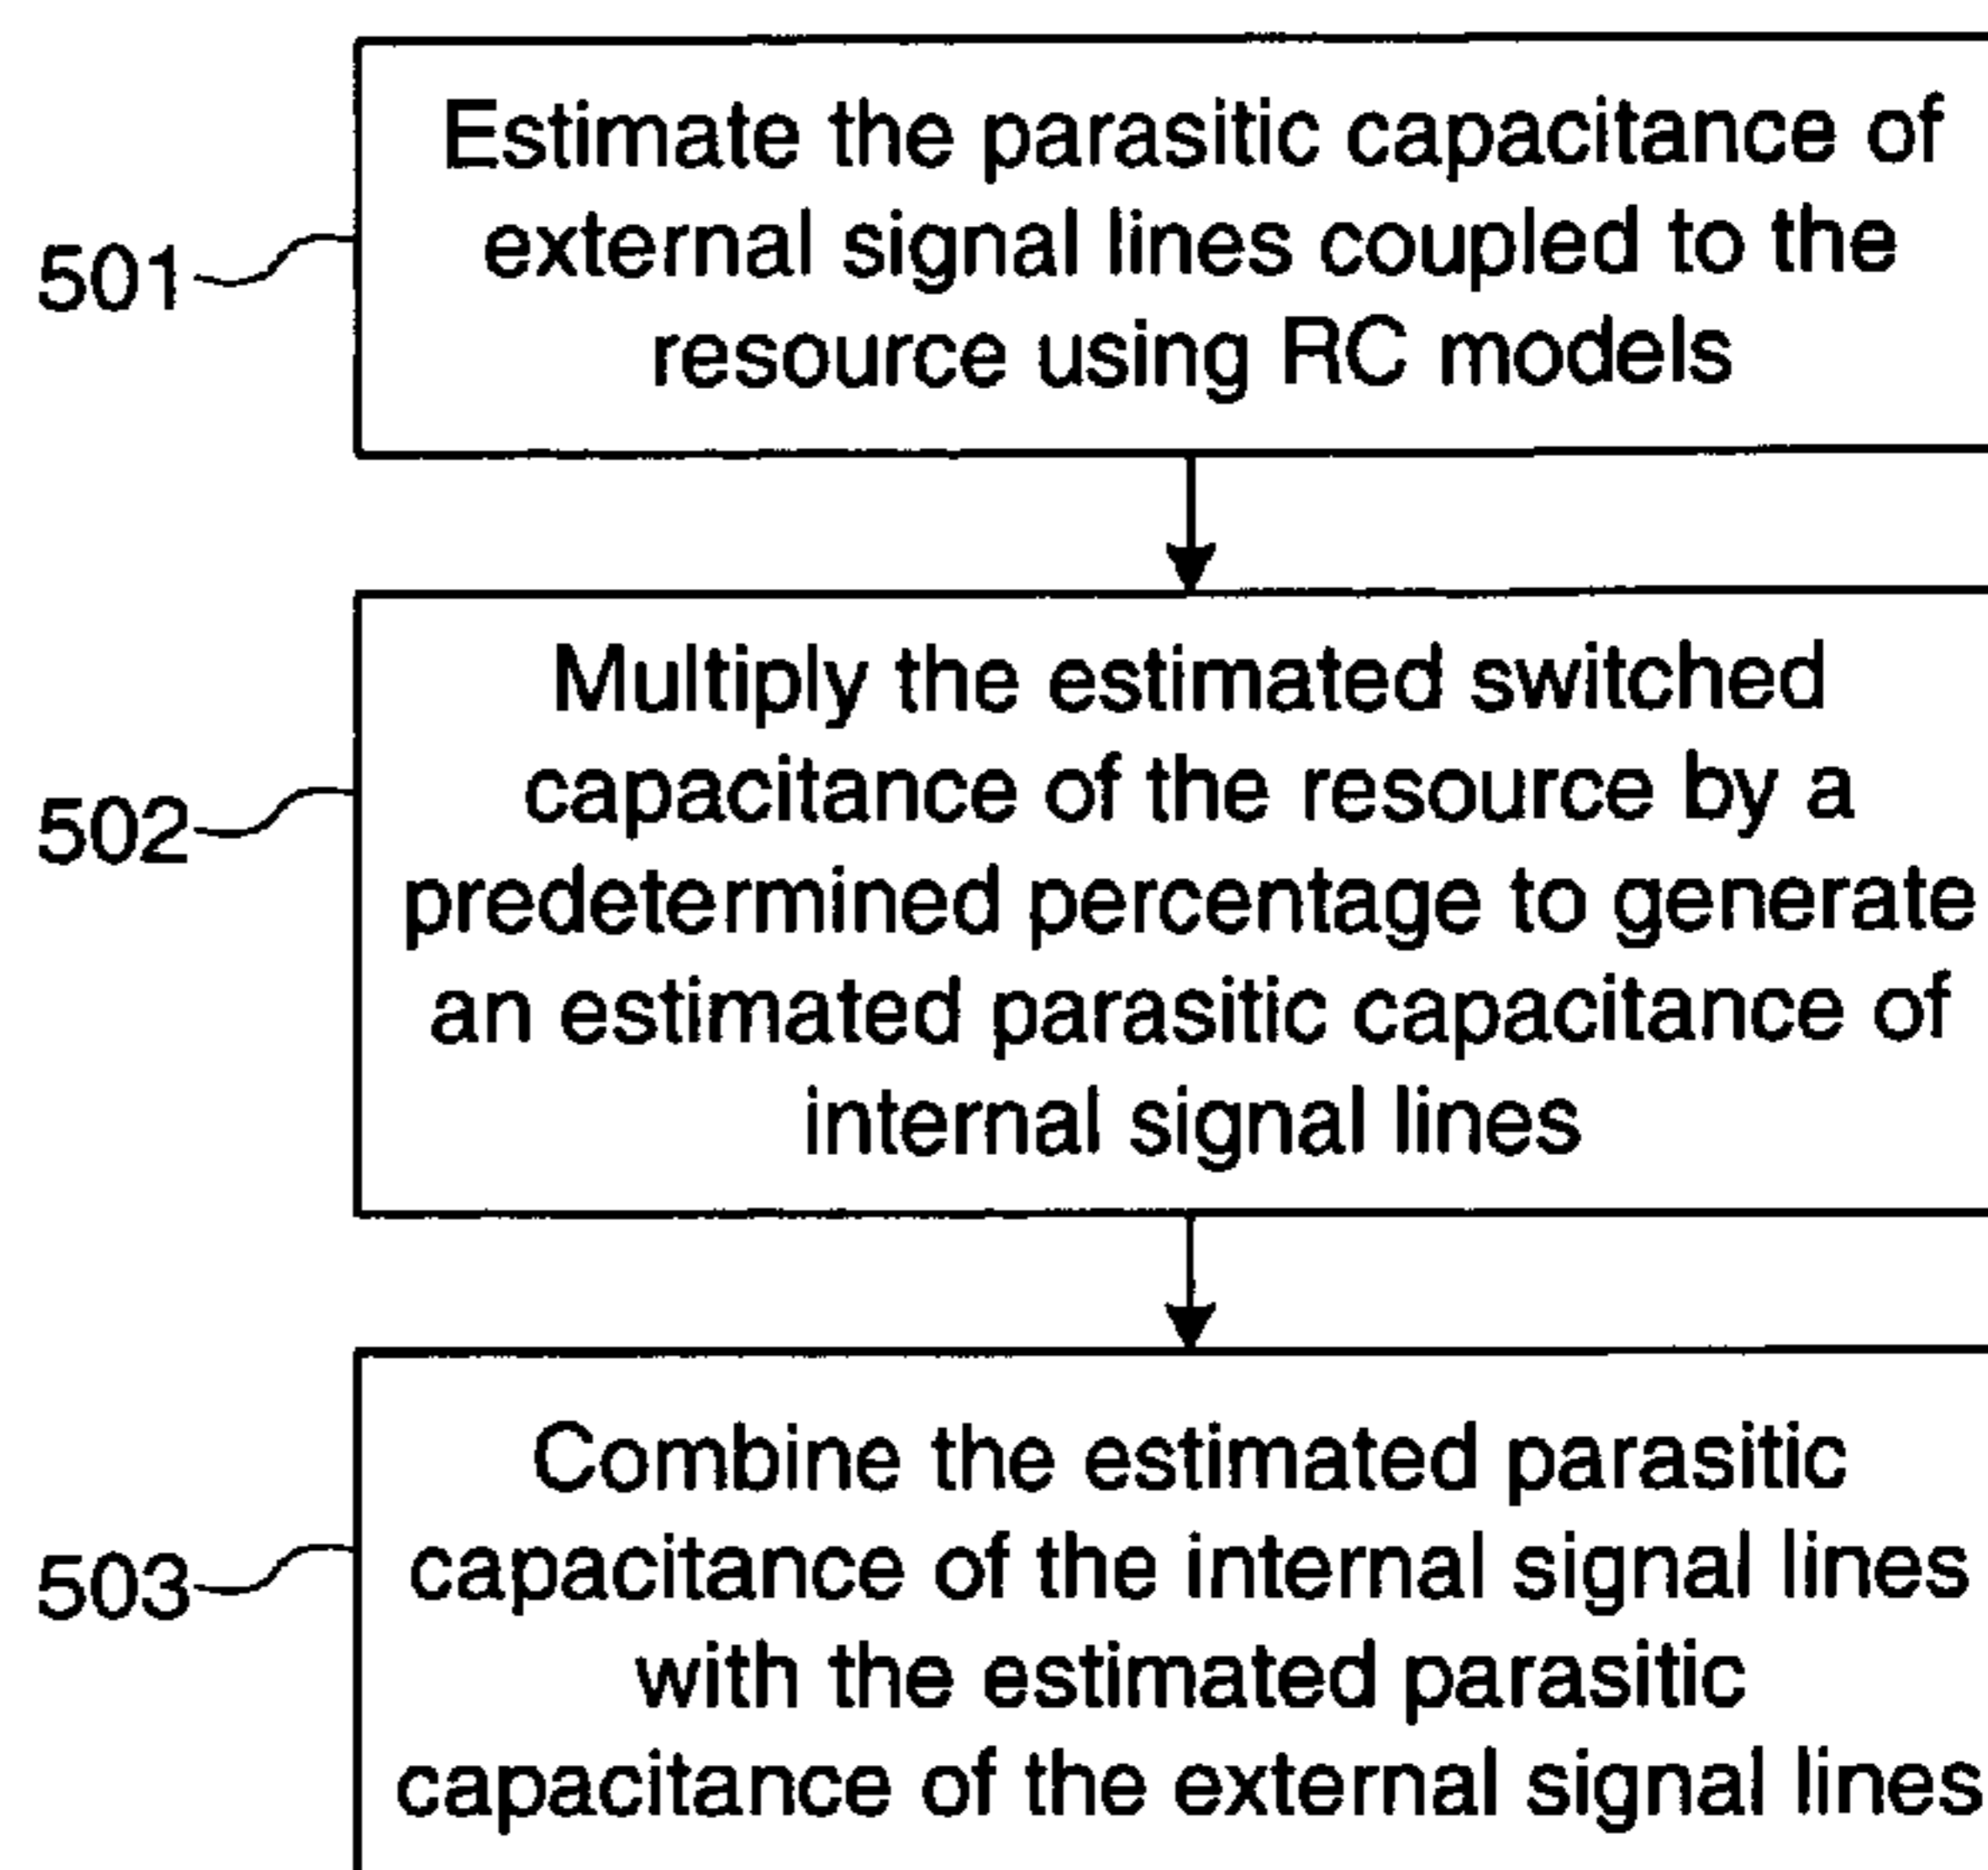 Estimate the parasitic capacitance of
external signal lines coupled to the
resource using RC models
501
Multiply the estimated switched
capacitance of the resource by a
predetermined percentage to generate
an estimated parasitic capacitance of
internal signal lines
502
Combine the estimated parasitic
capacitance of the internal signal lines
with the estimated parasitic
capacitance of the external signal lines
503